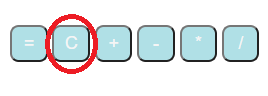 = C + - * /